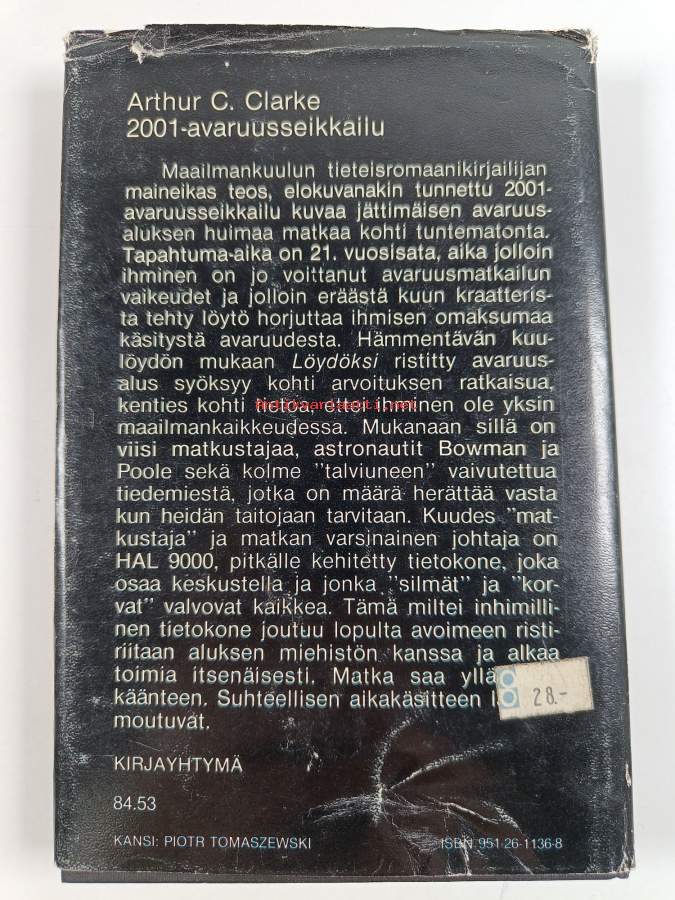 Arthur C. Clarke
2001-avaruusseikkailu
Maailmankuulun tieteisromaanikirjailijan
maineikas teos, elokuvanakin tunnettu 2001-
avaruusseikkailu kuvaa jättimäisen avaruus-
aluksen huimaa matkaa kohti tuntematonta.
Tapahtuma-aika on 21. vuosisata, aika jolloin
ihminen on jo voittanut avaruusmatkailun
vaikeudet ja jolloin eräästä kuun kraatteris-
ta tehty löytö horjuttaa ihmisen omaksumaa
käsitystä avaruudesta. Hämmentävän kuu-
löydön mukaan Löydöksi ristitty avaruus-
alus syöksyy kohti arvoituksen ratkaisua,
kenties kohti tietoa, ettei ihminen ole yksin
maailmankaikkeudessa. Mukanaan sillä on
viisi matkustajaa, astronautit Bowman ja
Poole sekä kolme "talviuneen" vaivutettua
tiedemiestä, jotka on määrä herättää vasta
kun heidän taitojaan tarvitaan. Kuudes "mat-
kustaja" ja matkan varsinainen johtaja on
HAL 9000, pitkälle kehitetty tietokone, joka
osaa keskustella ja jonka "silmät" ja "kor-
vat" valvovat kaikkea. Tämä miltei inhimilli-
nen tietokone joutuu lopulta avoimeen risti-
riitaan aluksen miehistön kanssa ja alkaa
toimia itsenäisesti. Matka saa
käänteen. Suhteellisen aikakäsitteen
moutuvat.
28.-
KIRJAYHTYMÄ
84.53
KANSI: PIOTR TOMASZEWSKI ISBN 951-26-1136-8